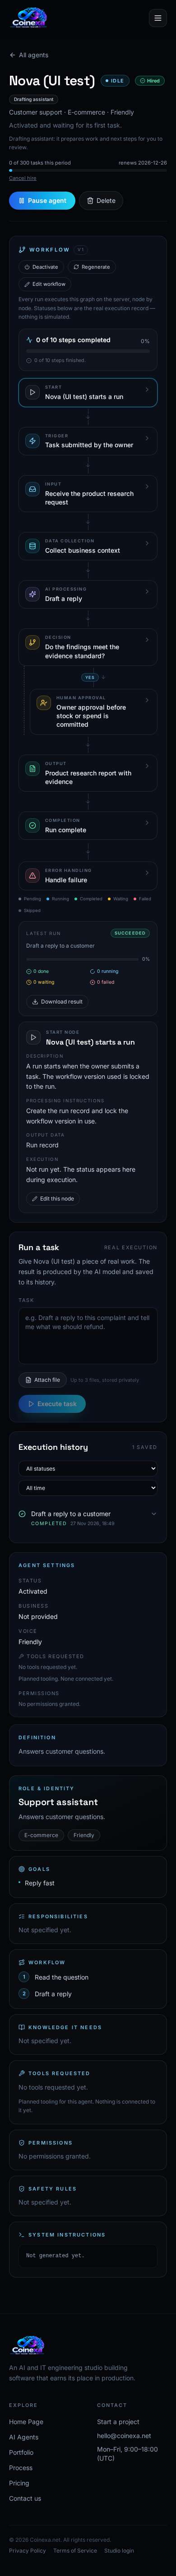 Coinexa
.net
← All agents
Nova (UI test)
IDLE
Hired
Drafting assistant
Customer support · E-commerce · Friendly
Activated and waiting for its first task.
Drafting assistant: it prepares work and next steps for you to
review.
0 of 300 tasks this period
renews 2026-12-26
Cancel hire
Pause agent
Delete
WORKFLOW
V1
Deactivate
Regenerate
Edit workflow
Every run executes this graph on the server, node by
node. Statuses below are the real execution record —
nothing is simulated.
0 of 10 steps completed
0%
0 of 10 steps finished
START
Nova (UI test) starts a run
TRIGGER
Task submitted by the owner
INPUT
Receive the product research
request
DATA COLLECTION
Collect business context
AI PROCESSING
Draft a reply
DECISION
Do the findings meet the
evidence standard?
YES
HUMAN APPROVAL
Owner approval before
stock or spend is
committed
OUTPUT
Product research report with
evidence
COMPLETION
Run complete
ERROR HANDLING
Handle failure
Pending
Running
Completed
Waiting
Failed
Skipped
LATEST RUN
SUCCEEDED
Draft a reply to a customer
0%
0 done
0 running
0 waiting
0 failed
Download result
START NODE
Nova (UI test) starts a run
DESCRIPTION
A run starts when the owner submits a
task. The workflow version used is locked
to the run.
PROCESSING INSTRUCTIONS
Create the run record and lock the
workflow version in use.
OUTPUT DATA
Run record
EXECUTION
Not run yet. The status appears here
during execution.
Edit this node
Run a task
REAL EXECUTION
Give Nova (UI test) a piece of real work. The
result is produced by the AI model and saved
to its history.
TASK
e.g. Draft a reply to this complaint and tell
me what we should refund.
Attach file
Up to 3 files, stored privately
Execute task
Execution history
1 SAVED
All statuses
All time
Draft a reply to a customer
COMPLETED
27 Nov 2026, 16:49
AGENT SETTINGS
STATUS
Activated
BUSINESS
Not provided
VOICE
Friendly
TOOLS REQUESTED
No tools requested yet.
Planned tooling. None connected yet.
PERMISSIONS
No permissions granted.
DEFINITION
Answers customer questions.
ROLE & IDENTITY
Support assistant
Answers customer questions.
E-commerce
Friendly
GOALS
Reply fast
RESPONSIBILITIES
Not specified yet.
WORKFLOW
1 Read the question
2 Draft a reply
KNOWLEDGE IT NEEDS
Not specified yet.
TOOLS REQUESTED
No tools requested yet.
Planned tooling for this agent. Nothing is connected to
it yet.
PERMISSIONS
No permissions granted.
SAFETY RULES
Not specified yet.
SYSTEM INSTRUCTIONS
Not generated yet.
Coinexa
.net
An AI and IT engineering studio building
software that earns its place in production.
EXPLORE
CONTACT
Home Page
Start a project
AI Agents
hello@coinexa.net
Portfolio
Mon–Fri, 9:00–18:00
(UTC)
Process
Pricing
Contact us
© 2026 Coinexa.net. All rights reserved.
Privacy Policy
Terms of Service
Studio login